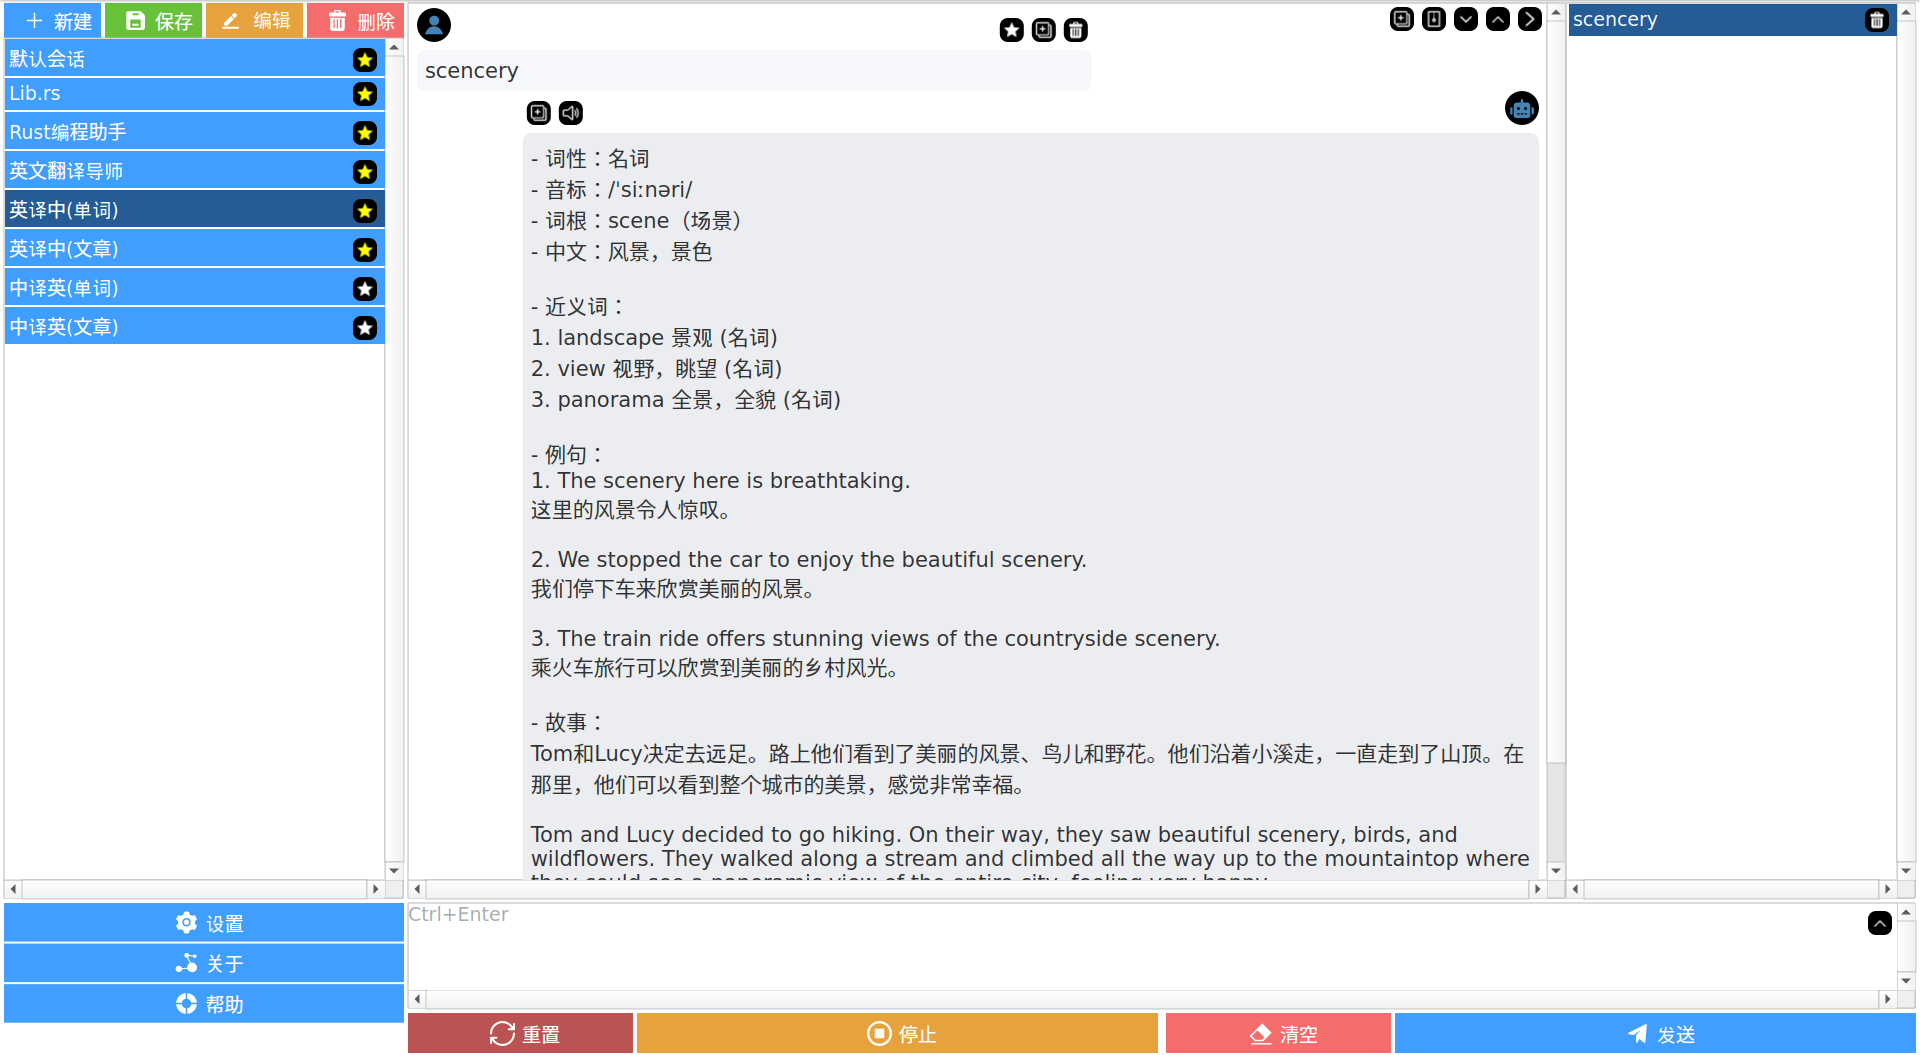 新建 保存 编辑 删除
默认会话
Lib.rs
Rust编程助手
英文翻译导师
英译中(单词)
英译中(文章)
中译英(单词)
中译英(文章)
设置
关于
帮助
scencery
- 词性：名词
- 音标：/ˈsiːnəri/
- 词根：scene（场景）
- 中文：风景，景色
- 近义词：
1. landscape 景观 (名词)
2. view 视野，眺望 (名词)
3. panorama 全景，全貌 (名词)
- 例句：
1. The scenery here is breathtaking.
这里的风景令人惊叹。
2. We stopped the car to enjoy the beautiful scenery.
我们停下车来欣赏美丽的风景。
3. The train ride offers stunning views of the countryside scenery.
乘火车旅行可以欣赏到美丽的乡村风光。
- 故事：
Tom和Lucy决定去远足。路上他们看到了美丽的风景、鸟儿和野花。他们沿着小溪走，一直走到了山顶。在
那里，他们可以看到整个城市的美景，感觉非常幸福。
Tom and Lucy decided to go hiking. On their way, they saw beautiful scenery, birds, and
wildflowers. They walked along a stream and climbed all the way up to the mountaintop where
they could see a panoramic view of the entire city, feeling very happy.
scencery
Ctrl+Enter
重置 停止 清空 发送